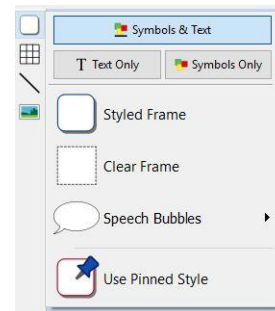 Symbols & Text
T Text Only
Symbols Only
Styled Frame
Clear Frame
Speech Bubbles
Use Pinned Style